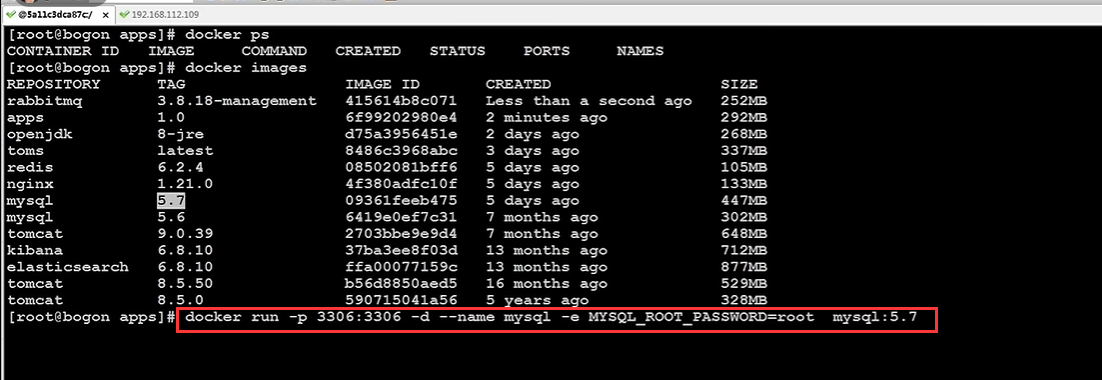 @5a11c3dca87c:/ × 192.168.112.109
[root@bogon apps]# docker ps
CONTAINER ID IMAGE COMMAND CREATED STATUS PORTS NAMES
[root@bogon apps]# docker images
REPOSITORY TAG IMAGE ID CREATED SIZE
rabbitmq 3.8.18-management 415614b8c071 Less than a second ago 252MB
apps 1.0 6f99202980e4 2 minutes ago 292MB
openjdk 8-jre d75a3956451e 2 days ago 268MB
toms latest 8486c3968abc 3 days ago 337MB
redis 6.2.4 08502081bff6 5 days ago 105MB
nginx 1.21.0 4f380adfc10f 5 days ago 133MB
mysql 5.7 09361feeb475 5 days ago 447MB
mysql 5.6 6419e0ef7c31 7 months ago 302MB
tomcat 9.0.39 2703bbe9e9d4 7 months ago 648MB
kibana 6.8.10 37ba3ee8f03d 13 months ago 712MB
elasticsearch 6.8.10 ffa00077159c 13 months ago 877MB
tomcat 8.5.50 b56d8850aed5 16 months ago 529MB
tomcat 8.5.0 590715041a56 5 years ago 328MB
[root@bogon apps]# docker run -p 3306:3306 -d --name mysql -e MYSQL_ROOT_PASSWORD=root mysql:5.7